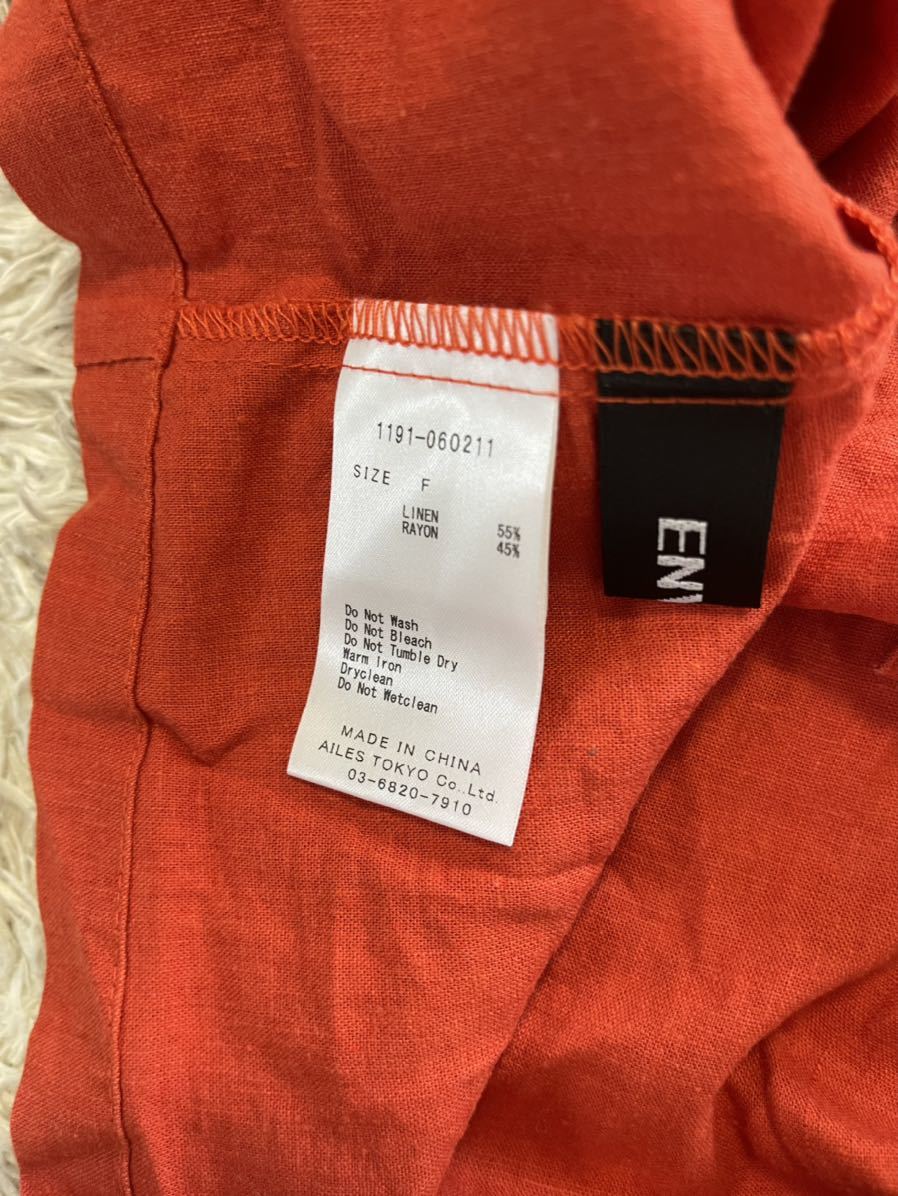 1191-060211
SIZE F
LINEN 55%
RAYON 45%
Do Not Wash
Do Not Bleach
Do Not Tumble Dry
Warm Iron
Dryclean
Do Not Wetclean
MADE IN CHINA
AILES TOKYO Co.,Ltd.
03-6820-7910
EN